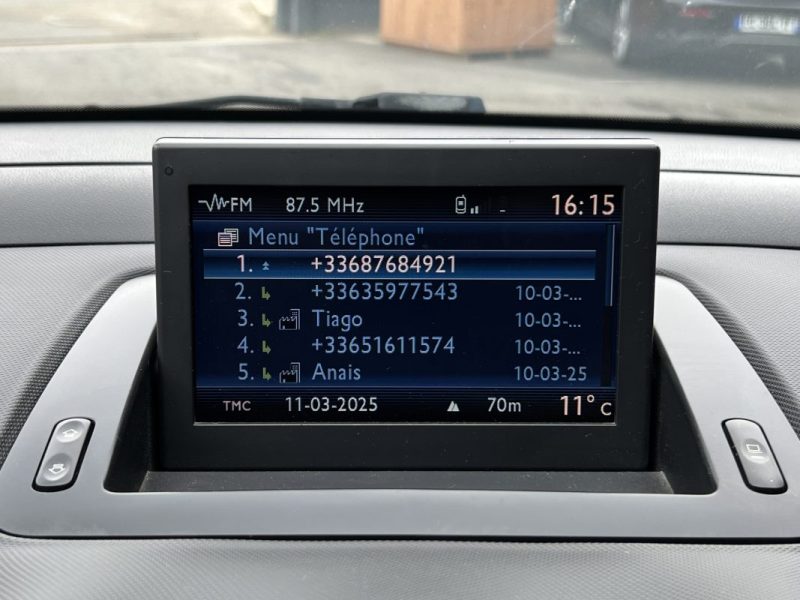 FM 87.5 MHz 16:15
Menu "Téléphone"
1. +33687684921
2. +33635977543 10-03-...
3. Tiago 10-03-...
4. +33651611574 10-03-...
5. Anais 10-03-25
TMC 11-03-2025 70m 11° C